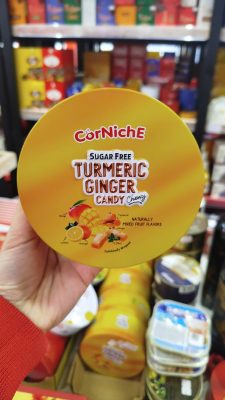 CorNichE
SUGAR FREE
TURMERIC
GINGER
CANDY Chewy
NATURALLY
MIXED FRUIT FLAVORS